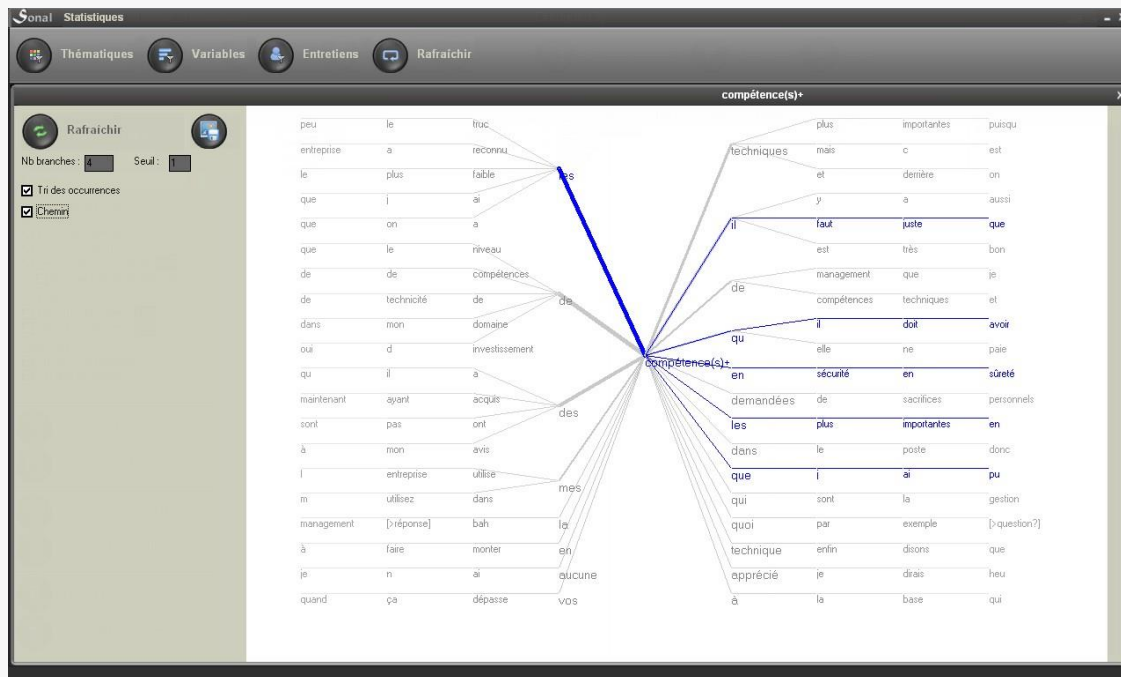 Sonal Statistiques
Thématiques Variables Entretiens Rafraîchir
compétence(s)+
Rafraîchir
Nb branches : 4 Seuil : 1
Tri des occurrences
Chemin
peu le truc plus importantes puisqu
entreprise a reconnu techniques mais c est
le plus faible les et derrière on
que j ai y a aussi
que on a il faut juste que
que le niveau est très bon
de de compétences management que je
de technicité de de de compétences techniques et
dans mon domaine il doit avoir
qu
oui d investissement elle ne paie
compétence(s)+
qu il a en sécurité en sûreté
maintenant ayant acquis demandées de sacrifices personnels
des
sont pas ont les plus importantes en
à mon avis dans le poste donc
l entreprise utilise que j ai pu
mes
m utilisez dans qui sont la gestion
management [>réponse] bah la quoi par exemple [>question?]
à faire monter en technique enfin disons que
je n ai aucune apprécié je dirais heu
quand ça dépasse vos à la base qui